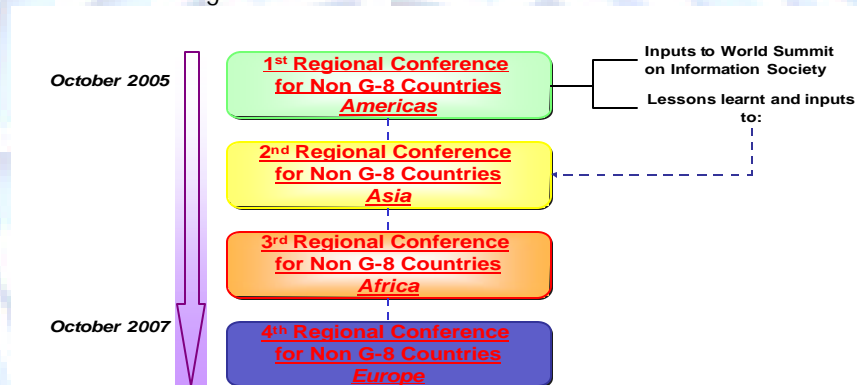 October 2005
1st Regional Conference
for Non G-8 Countries
Americas
Inputs to World Summit
on Information Society
Lessons learnt and inputs
to:
2nd Regional Conference
for Non G-8 Countries
Asia
3rd Regional Conference
for Non G-8 Countries
Africa
October 2007
4th Regional Conference
for Non G-8 Countries
Europe